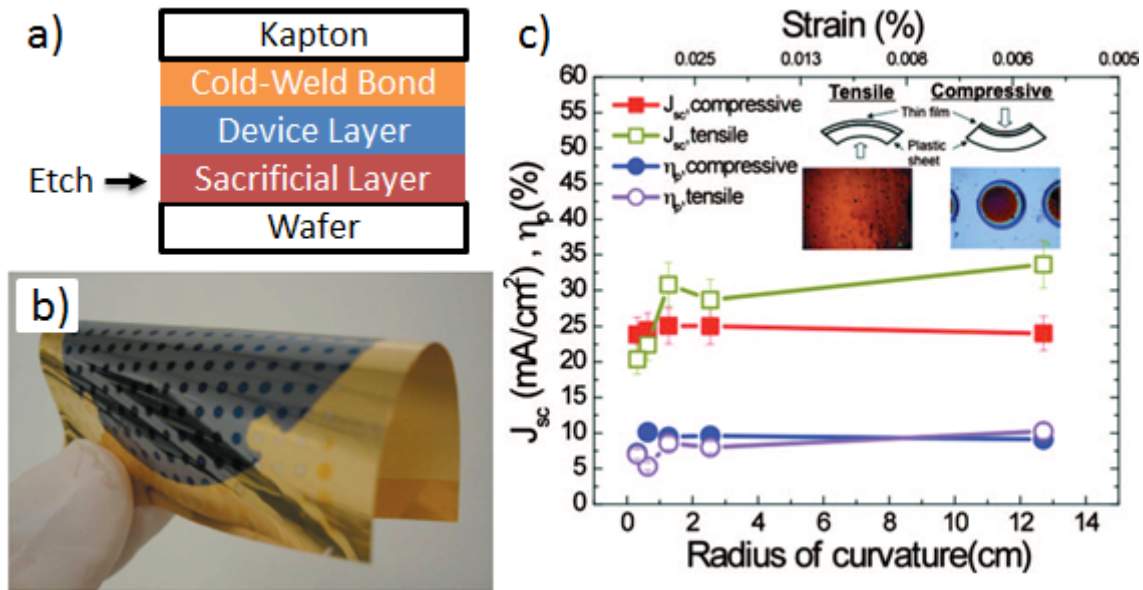 a)
Kapton
Cold-Weld Bond
Device Layer
Etch
Sacrificial Layer
Wafer
b)
c)
Strain (%)
0.025 0.013 0.008 0.006 0.005
J_sc (mA/cm²) , η_p(%)
60
55
50
45
40
35
30
25
20
15
10
5
0
J_sc,compressive
J_sc,tensile
η_p,compressive
η_p,tensile
Tensile Compressive
Thin film
Plastic
sheet
0 2 4 6 8 10 12 14
Radius of curvature(cm)